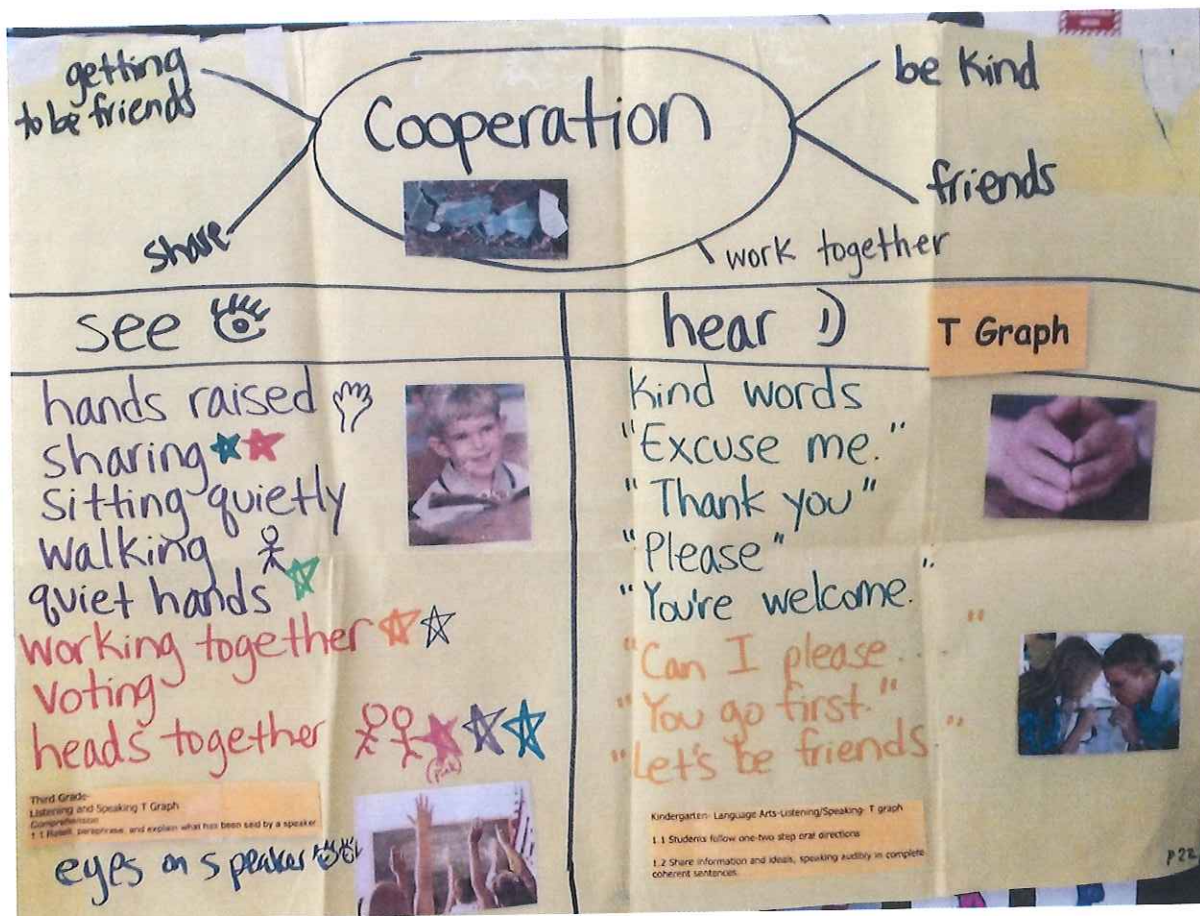 getting
to be friends
Cooperation
be kind
friends
share
work together
see
hear
T Graph
hands raised
sharing
sitting quietly
walking
quiet hands
working together
voting
heads together
Kind words
"Excuse me."
"Thank you"
"Please"
"You're welcome."
"Can I please..."
"You go first."
"Let's be friends."
Third Grade-
Listening and Speaking T Graph
Comprehension
1.1 Retell, paraphrase, and explain what has been said by a speaker
eyes on speaker
Kindergarten- Language Arts-Listening/Speaking- T graph
1.1 Students follow one-two step oral directions
1.2 Share information and ideas, speaking audibly in complete
coherent sentences.
p22